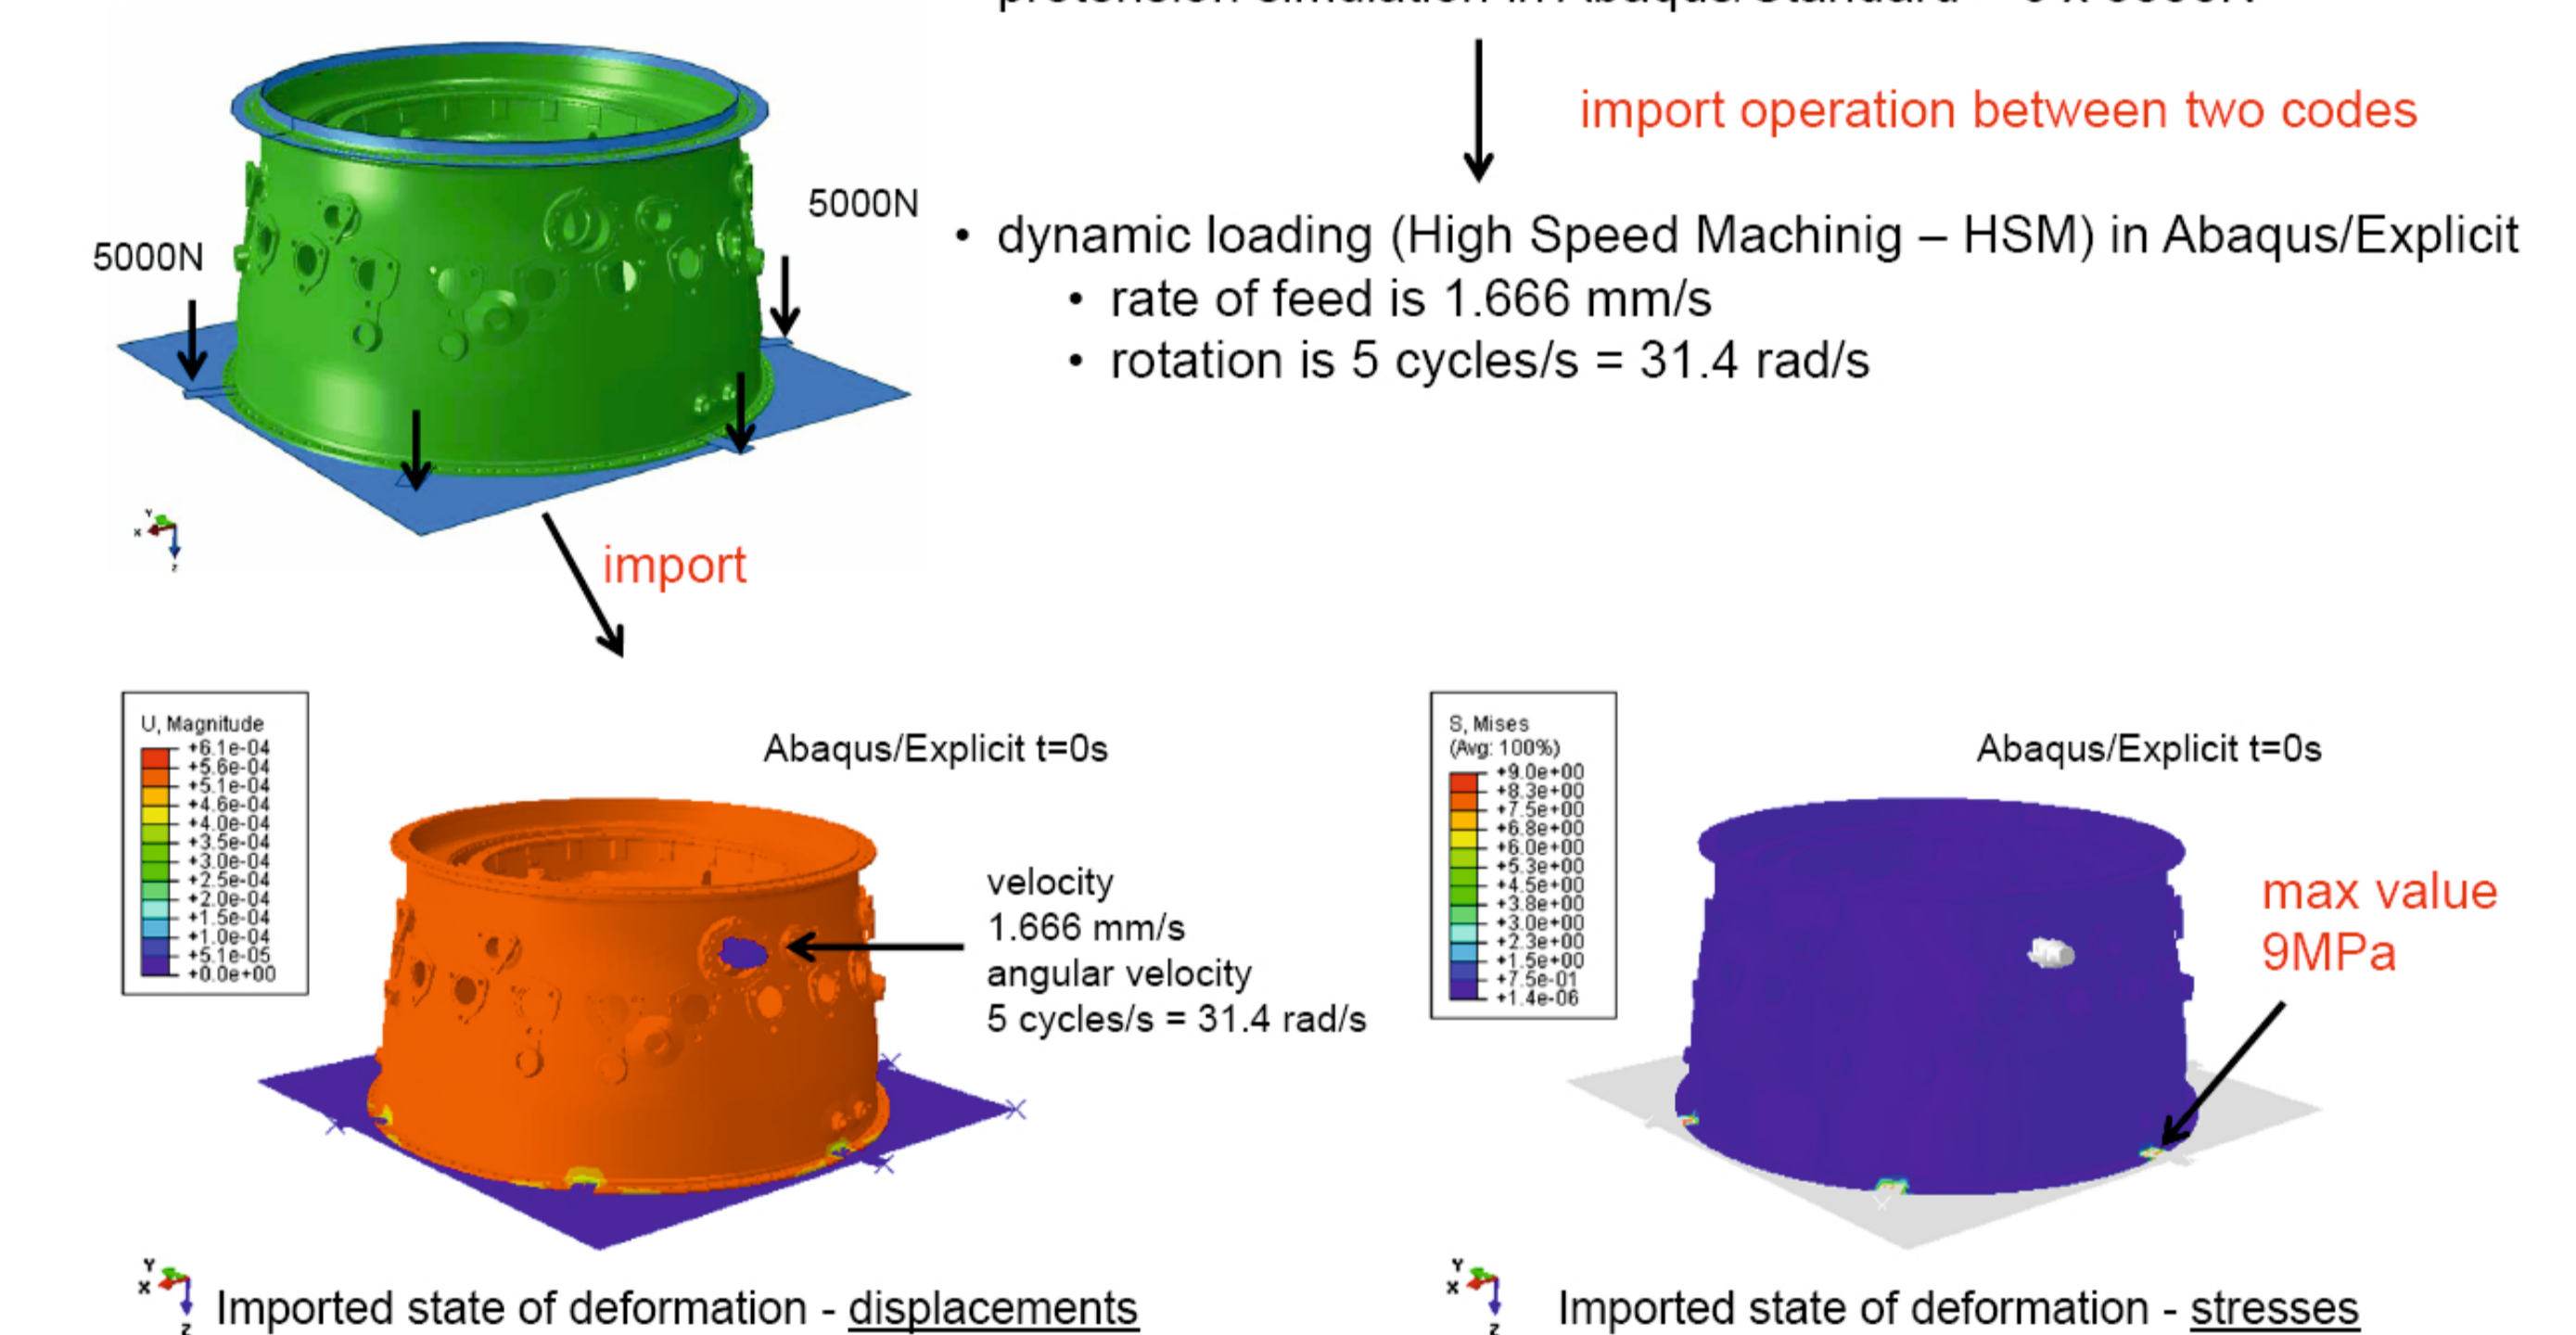 import operation between two codes
5000N
5000N
• dynamic loading (High Speed Machinig – HSM) in Abaqus/Explicit
• rate of feed is 1.666 mm/s
• rotation is 5 cycles/s = 31.4 rad/s
Y
X
Z
import
U, Magnitude
+6.1e-04
+5.6e-04
+5.1e-04
+4.6e-04
+4.0e-04
+3.5e-04
+3.0e-04
+2.5e-04
+2.0e-04
+1.5e-04
+1.0e-04
+5.1e-05
+0.0e+00
Abaqus/Explicit t=0s
velocity
1.666 mm/s
angular velocity
5 cycles/s = 31.4 rad/s
Y
X
Z
Imported state of deformation - displacements
S, Mises
(Avg: 100%)
+9.0e+00
+8.3e+00
+7.5e+00
+6.8e+00
+6.0e+00
+5.3e+00
+4.5e+00
+3.8e+00
+3.0e+00
+2.3e+00
+1.5e+00
+7.5e-01
+1.4e-06
Abaqus/Explicit t=0s
max value
9MPa
Y
X
Z
Imported state of deformation - stresses